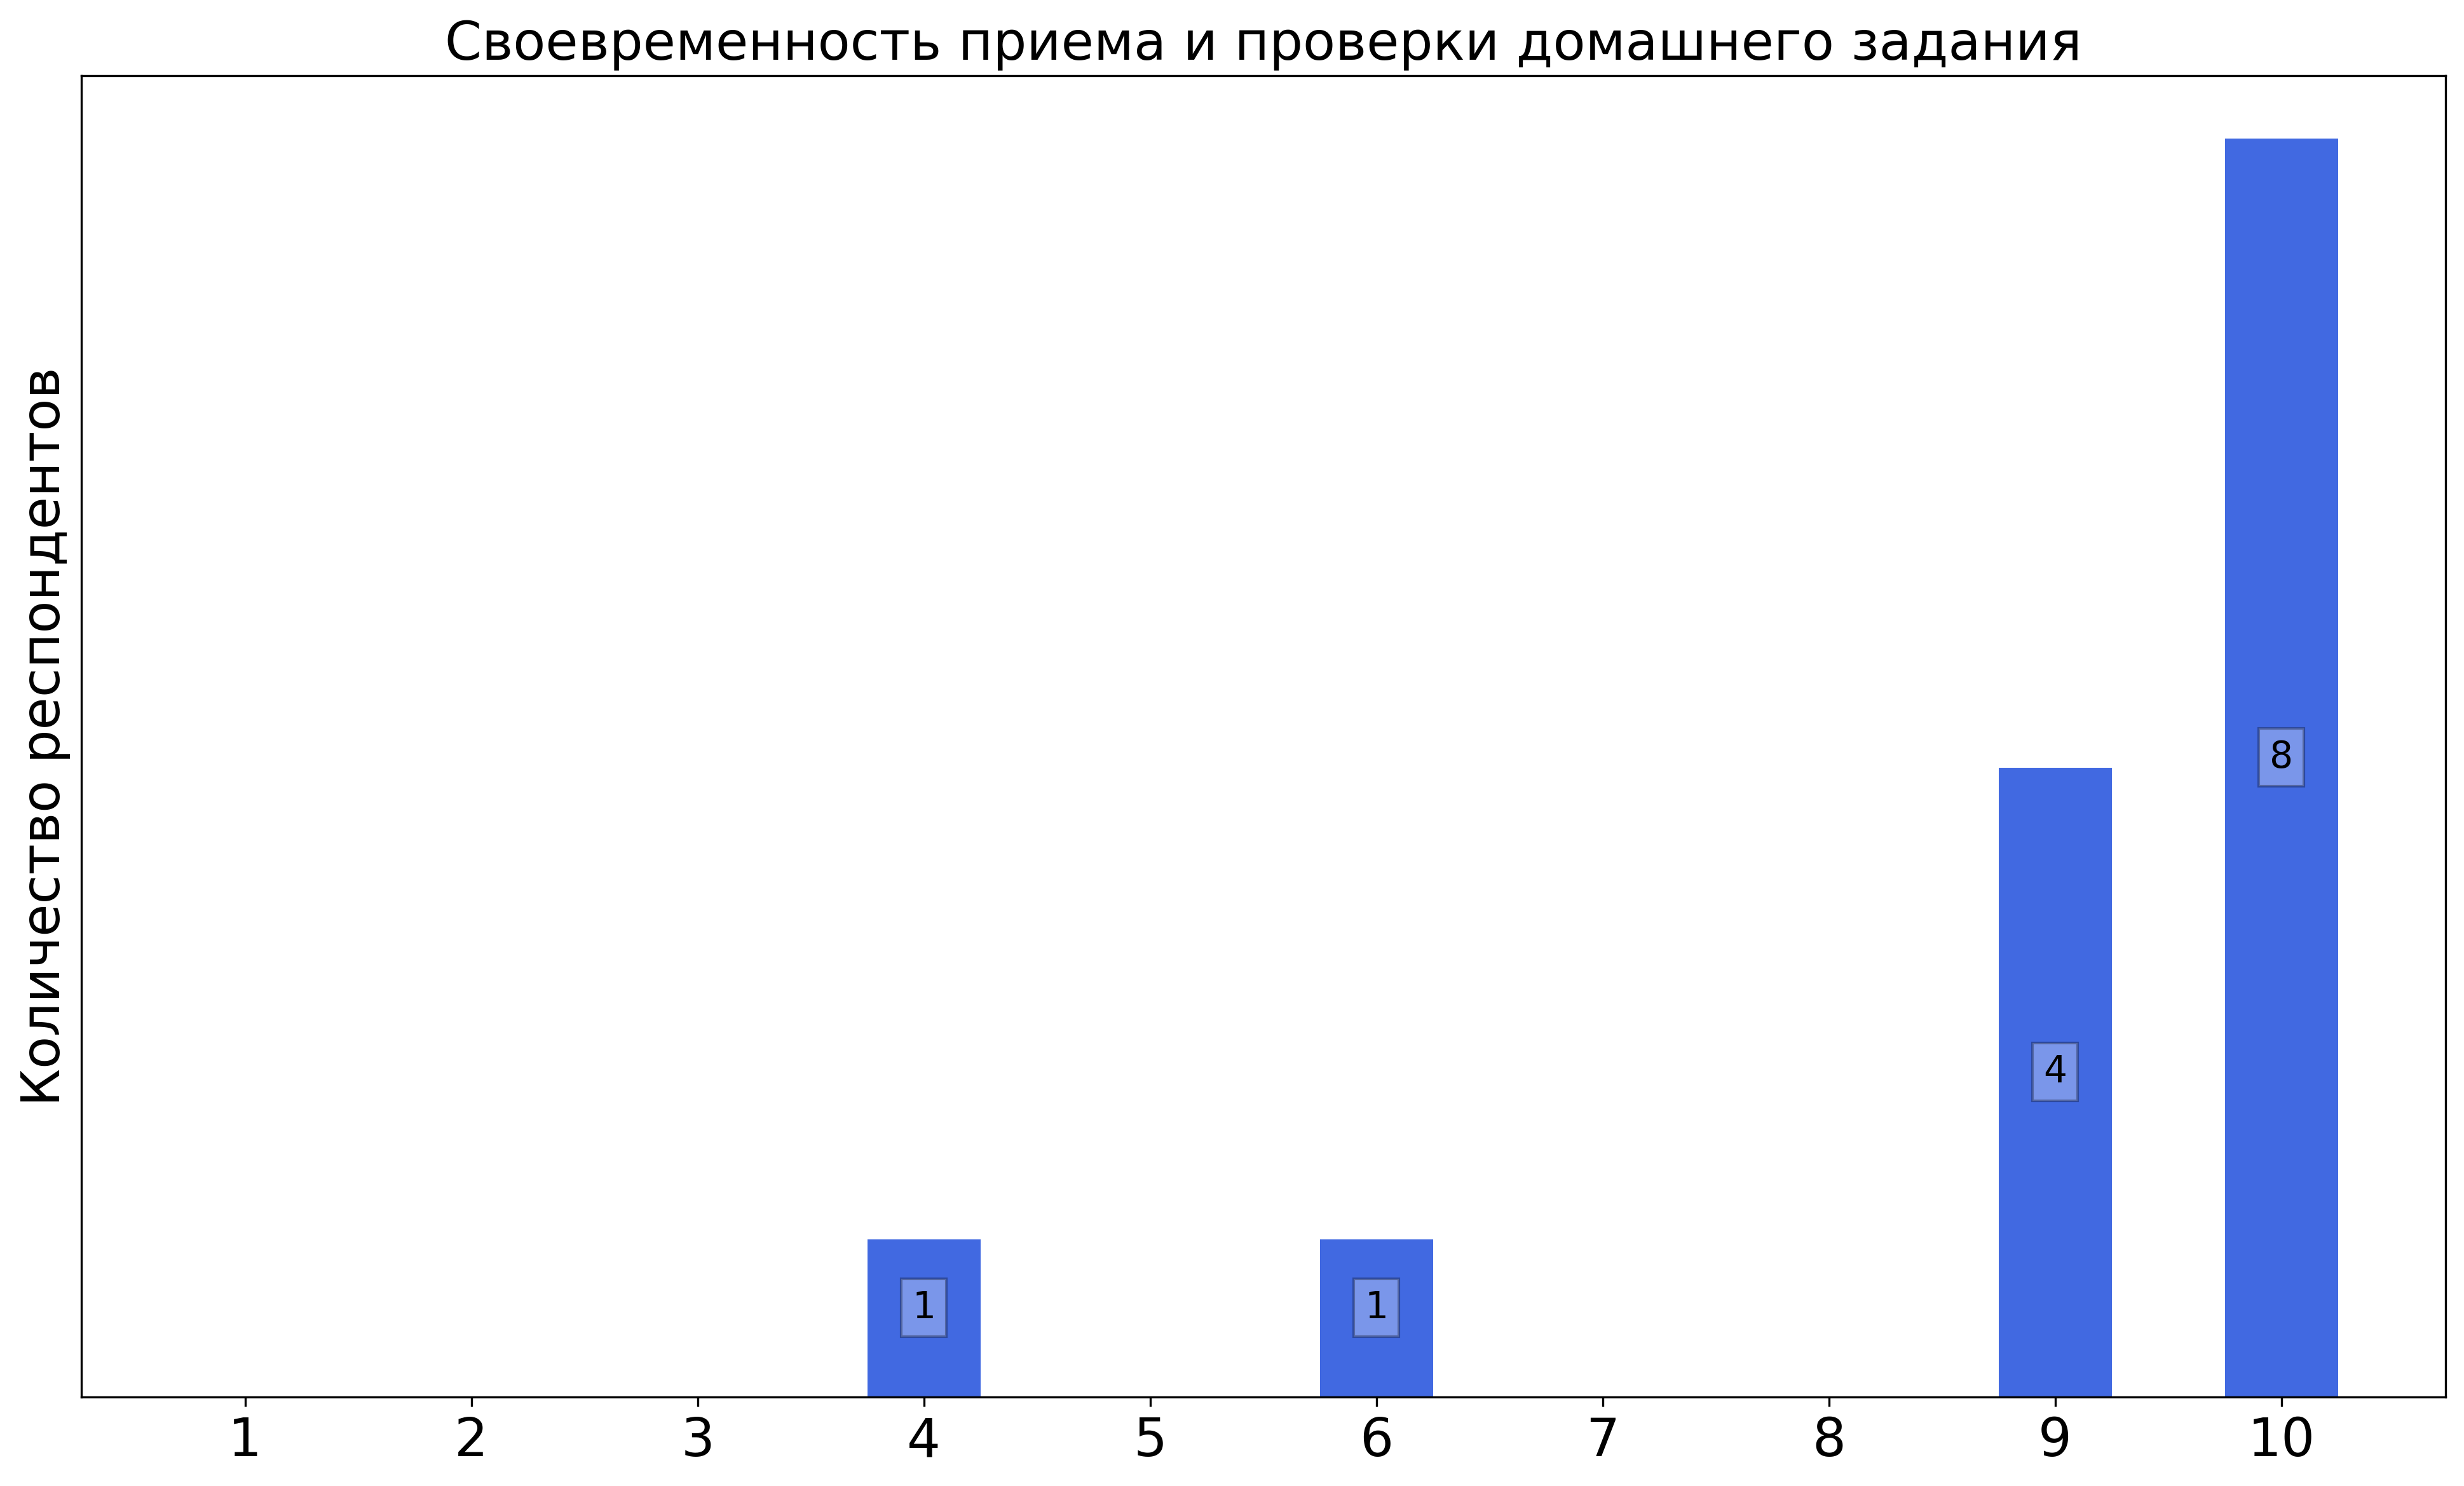 Своевременность приема и проверки домашнего задания
Количество респондентов
8
4
1
1
1 2 3 4 5 6 7 8 9 10